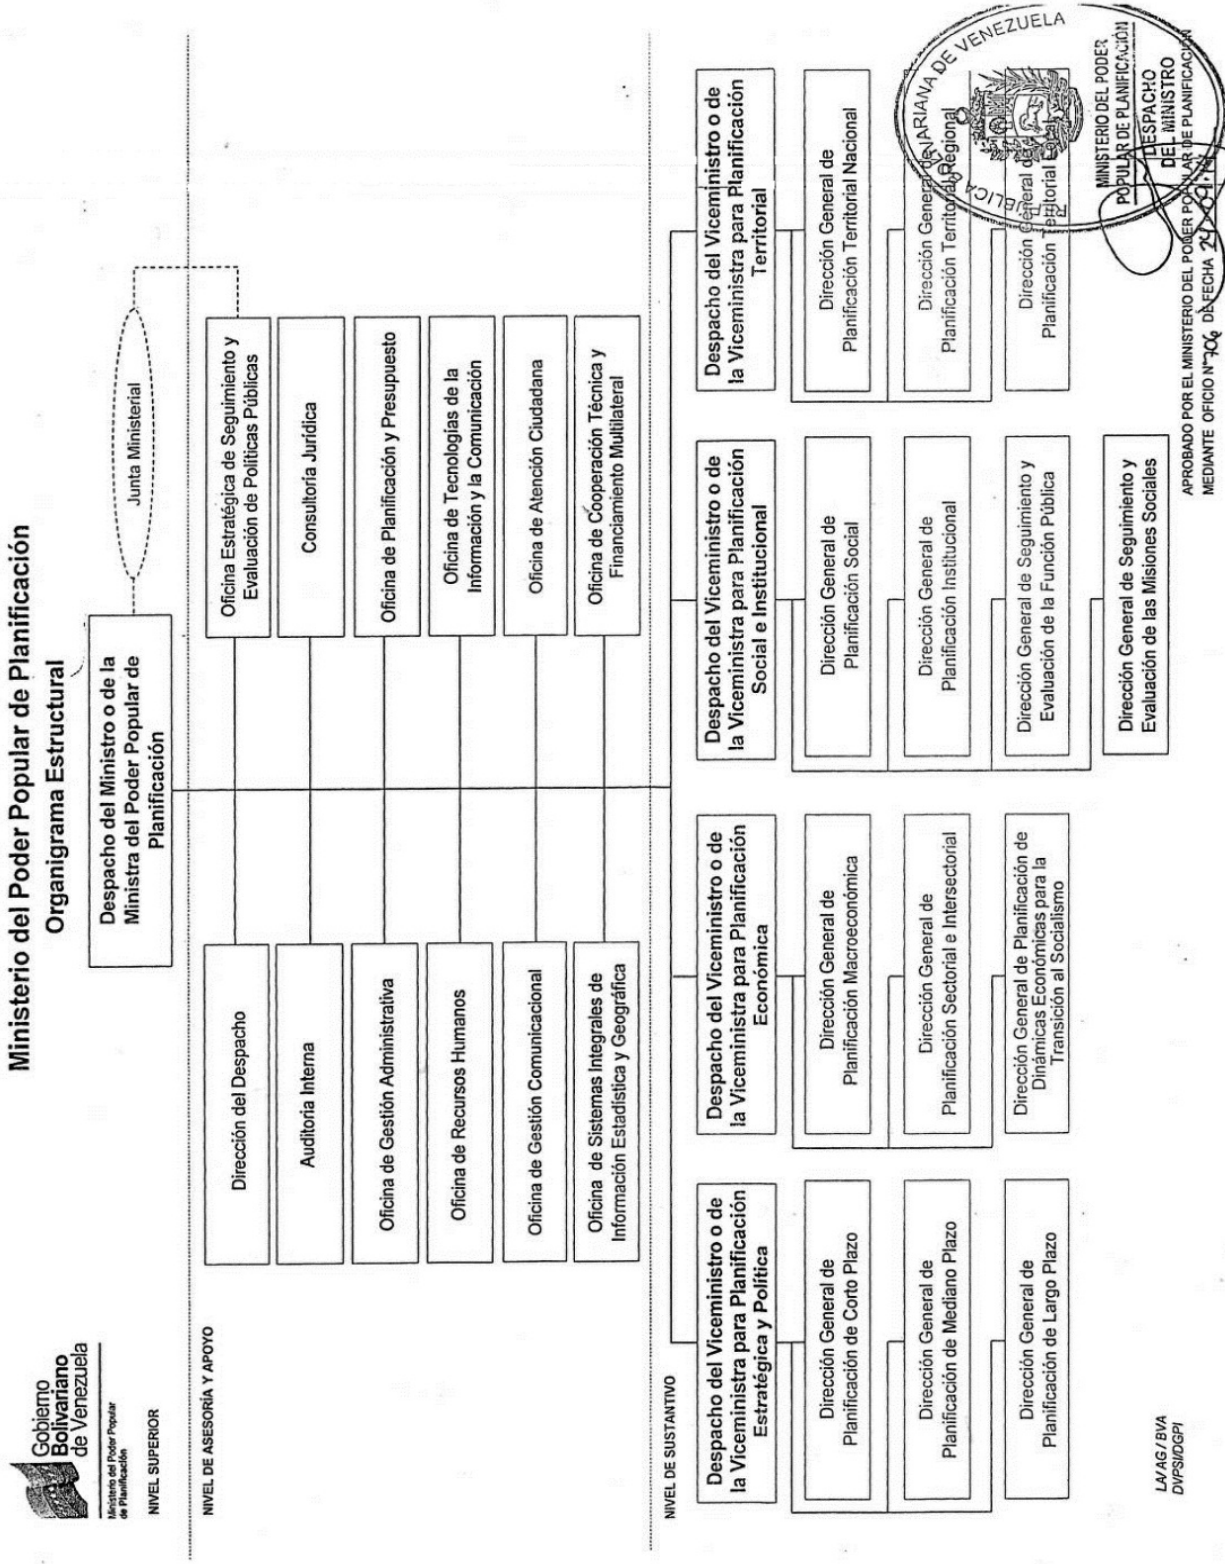 Gobierno
Bolivariano
de Venezuela
Ministerio del Poder Popular
de Planificación
Ministerio del Poder Popular de Planificación
Organigrama Estructural
NIVEL SUPERIOR
Despacho del Ministro o de la
Ministra del Poder Popular de
Planificación
Junta Ministerial
NIVEL DE ASESORÍA Y APOYO
Dirección del Despacho
Oficina Estratégica de Seguimiento y
Evaluación de Políticas Públicas
Auditoria Interna
Consultoría Jurídica
Oficina de Gestión Administrativa
Oficina de Planificación y Presupuesto
Oficina de Recursos Humanos
Oficina de Tecnologías de la
Información y la Comunicación
Oficina de Gestión Comunicacional
Oficina de Atención Ciudadana
Oficina de Sistemas Integrales de
Información Estadística y Geográfica
Oficina de Cooperación Técnica y
Financiamiento Multilateral
NIVEL DE SUSTANTIVO
Despacho del Viceministro o de
la Viceministra para Planificación
Estratégica y Política
Dirección General de
Planificación de Corto Plazo
Dirección General de
Planificación de Mediano Plazo
Dirección General de
Planificación de Largo Plazo
Despacho del Viceministro o de
la Viceministra para Planificación
Económica
Dirección General de
Planificación Macroeconómica
Dirección General de
Planificación Sectorial e Intersectorial
Dirección General de Planificación de
Dinámicas Económicas para la
Transición al Socialismo
Despacho del Viceministro o de
la Viceministra para Planificación
Social e Institucional
Dirección General de
Planificación Social
Dirección General de
Planificación Institucional
Dirección General de Seguimiento y
Evaluación de la Función Pública
Dirección General de Seguimiento y
Evaluación de las Misiones Sociales
Despacho del Viceministro o de
la Viceministra para Planificación
Territorial
Dirección General de
Planificación Territorial Nacional
Dirección General de
Planificación Territorial Regional
Dirección General de
Planificación Territorial
REPÚBLICA BOLIVARIANA DE VENEZUELA
MINISTERIO DEL PODER
POPULAR DE PLANIFICACIÓN
DESPACHO
DEL MINISTRO
APROBADO POR EL MINISTERIO DEL PODER POPULAR DE PLANIFICACIÓN
MEDIANTE OFICIO N° 706 DE FECHA
LA/AG/BVA
DVPSI/DGPI